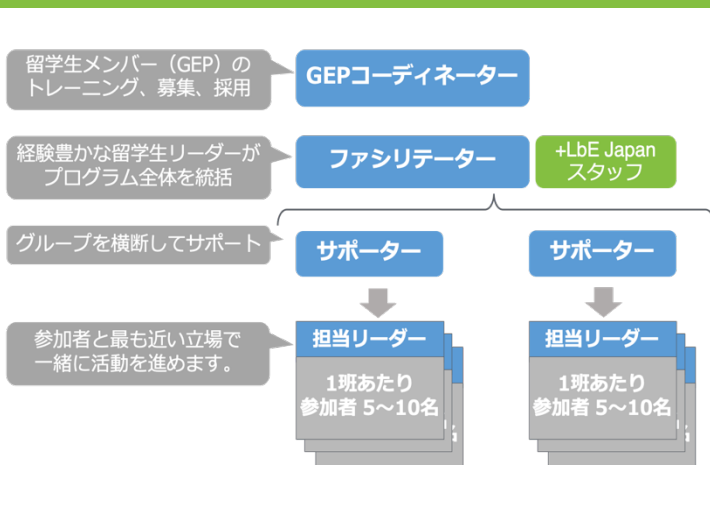 留学生メンバー（GEP）の
トレーニング、募集、採用
GEPコーディネーター
経験豊かな留学生リーダーが
プログラム全体を統括
ファシリテーター
+LbE Japan
スタッフ
グループを横断してサポート
サポーター
サポーター
参加者と最も近い立場で
一緒に活動を進めます。
担当リーダー
1班あたり
参加者 5～10名
担当リーダー
1班あたり
参加者 5～10名